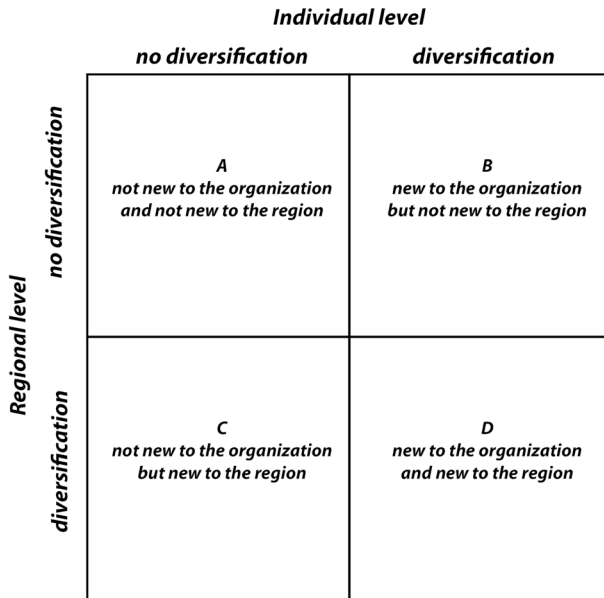 Individual level
no diversification
diversification
Regional level
no diversification
A
not new to the organization
and not new to the region
B
new to the organization
but not new to the region
diversification
C
not new to the organization
but new to the region
D
new to the organization
and new to the region